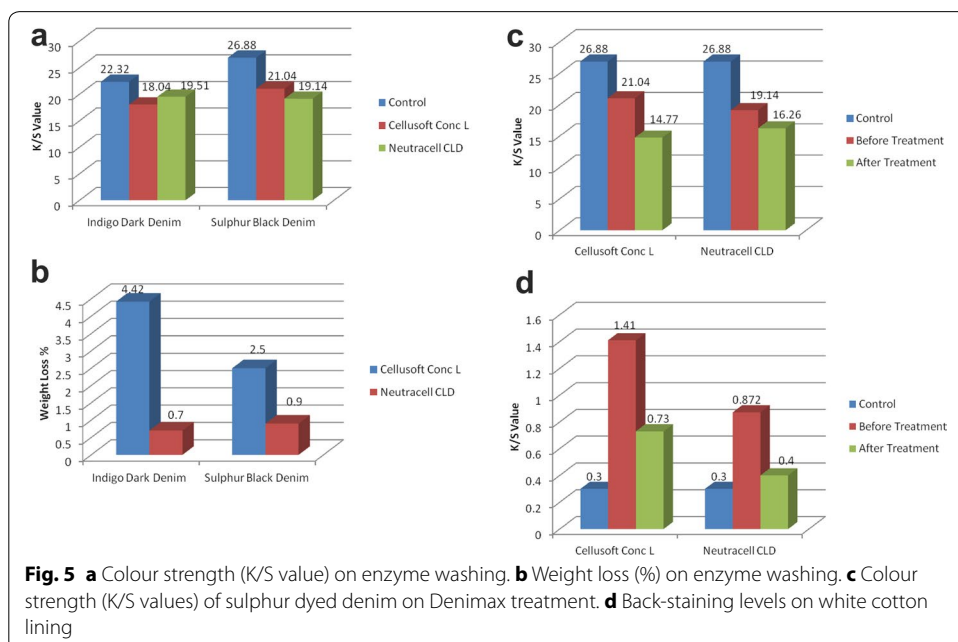 a
30
25
20
15
10
5
0
K/S Value
22.32
18.04
19.51
26.88
21.04
19.14
Indigo Dark Denim
Sulphur Black Denim
Control
Cellusoft Conc L
Neutracell CLD
c
30
25
20
15
10
5
0
K/S Value
26.88
21.04
14.77
26.88
19.14
16.26
Cellusoft Conc L
Neutracell CLD
Control
Before Treatment
After Treatment
b
4.5
4
3.5
3
2.5
2
1.5
1
0.5
0
Weight Loss %
4.42
0.7
2.5
0.9
Indigo Dark Denim
Sulphur Black Denim
Cellusoft Conc L
Neutracell CLD
d
1.6
1.4
1.2
1
0.8
0.6
0.4
0.2
0
K/S Value
0.3
1.41
0.73
0.3
0.872
0.4
Cellusoft Conc L
Neutracell CLD
Control
Before Treatment
After Treatment
Fig. 5 a Colour strength (K/S value) on enzyme washing. b Weight loss (%) on enzyme washing. c Colour
strength (K/S values) of sulphur dyed denim on Denimax treatment. d Back-staining levels on white cotton
lining